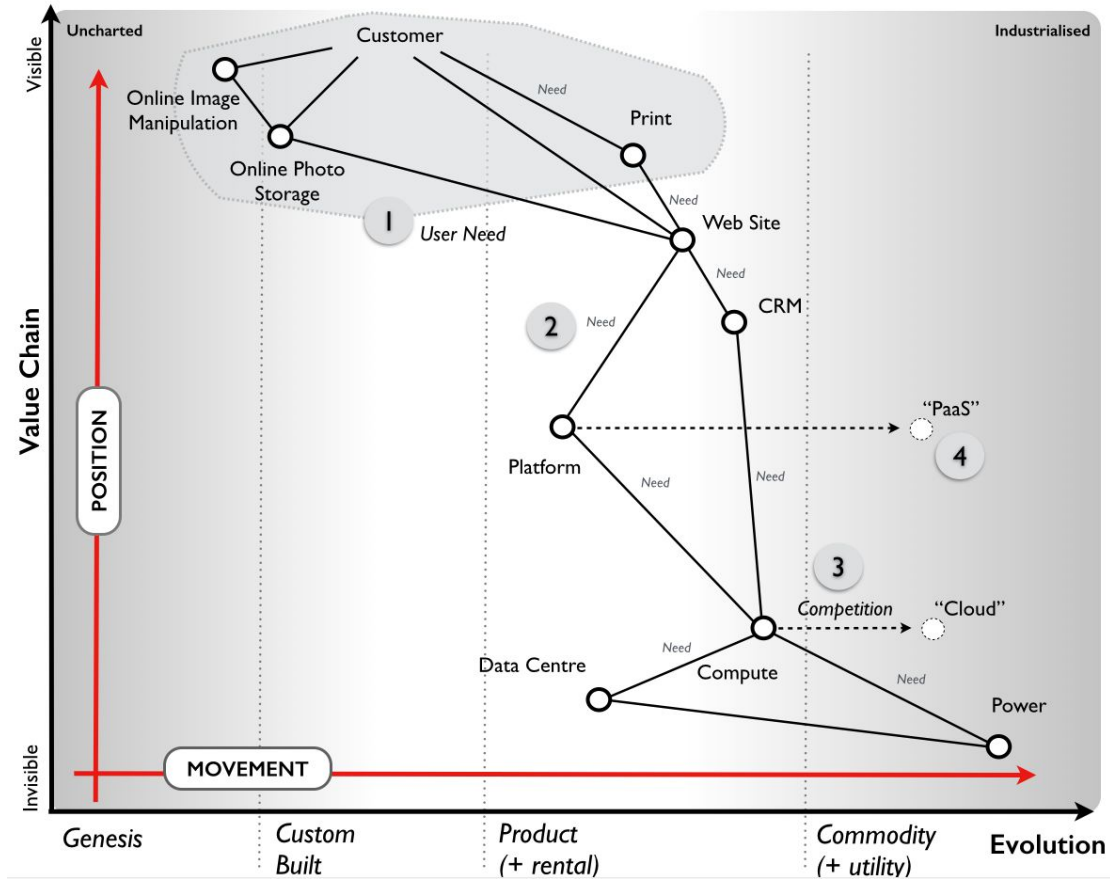 Uncharted
Industrialised
Visible
Customer
Need
Online Image
Manipulation
Print
Online Photo
Storage
Need
Web Site
1
User Need
Need
CRM
2
Need
Value Chain
POSITION
"PaaS"
4
Platform
Need
Need
3
Competition
"Cloud"
Need
Data Centre
Compute
Need
Power
Invisible
MOVEMENT
Genesis
Custom
Built
Product
(+ rental)
Commodity
(+ utility)
Evolution